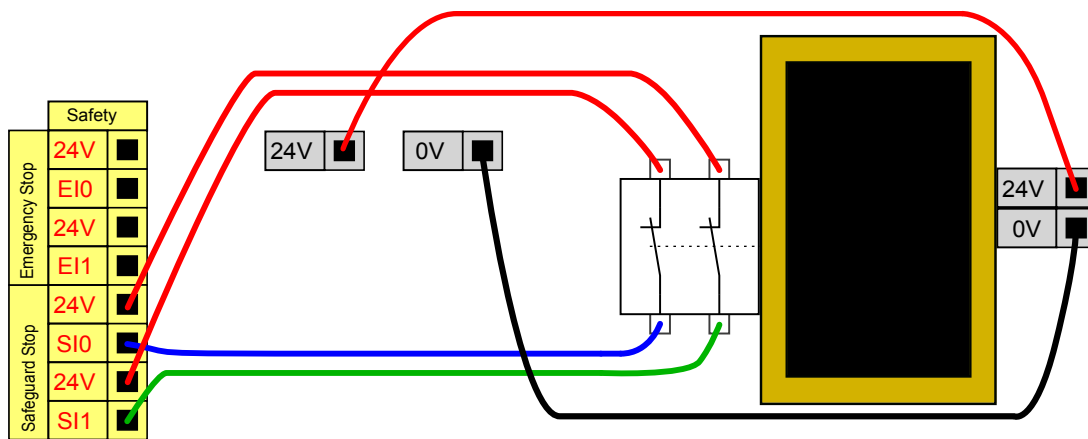 Safety
Emergency Stop
24V
EI0
24V
EI1
Safeguard Stop
24V
SI0
24V
SI1
24V
0V
24V
0V